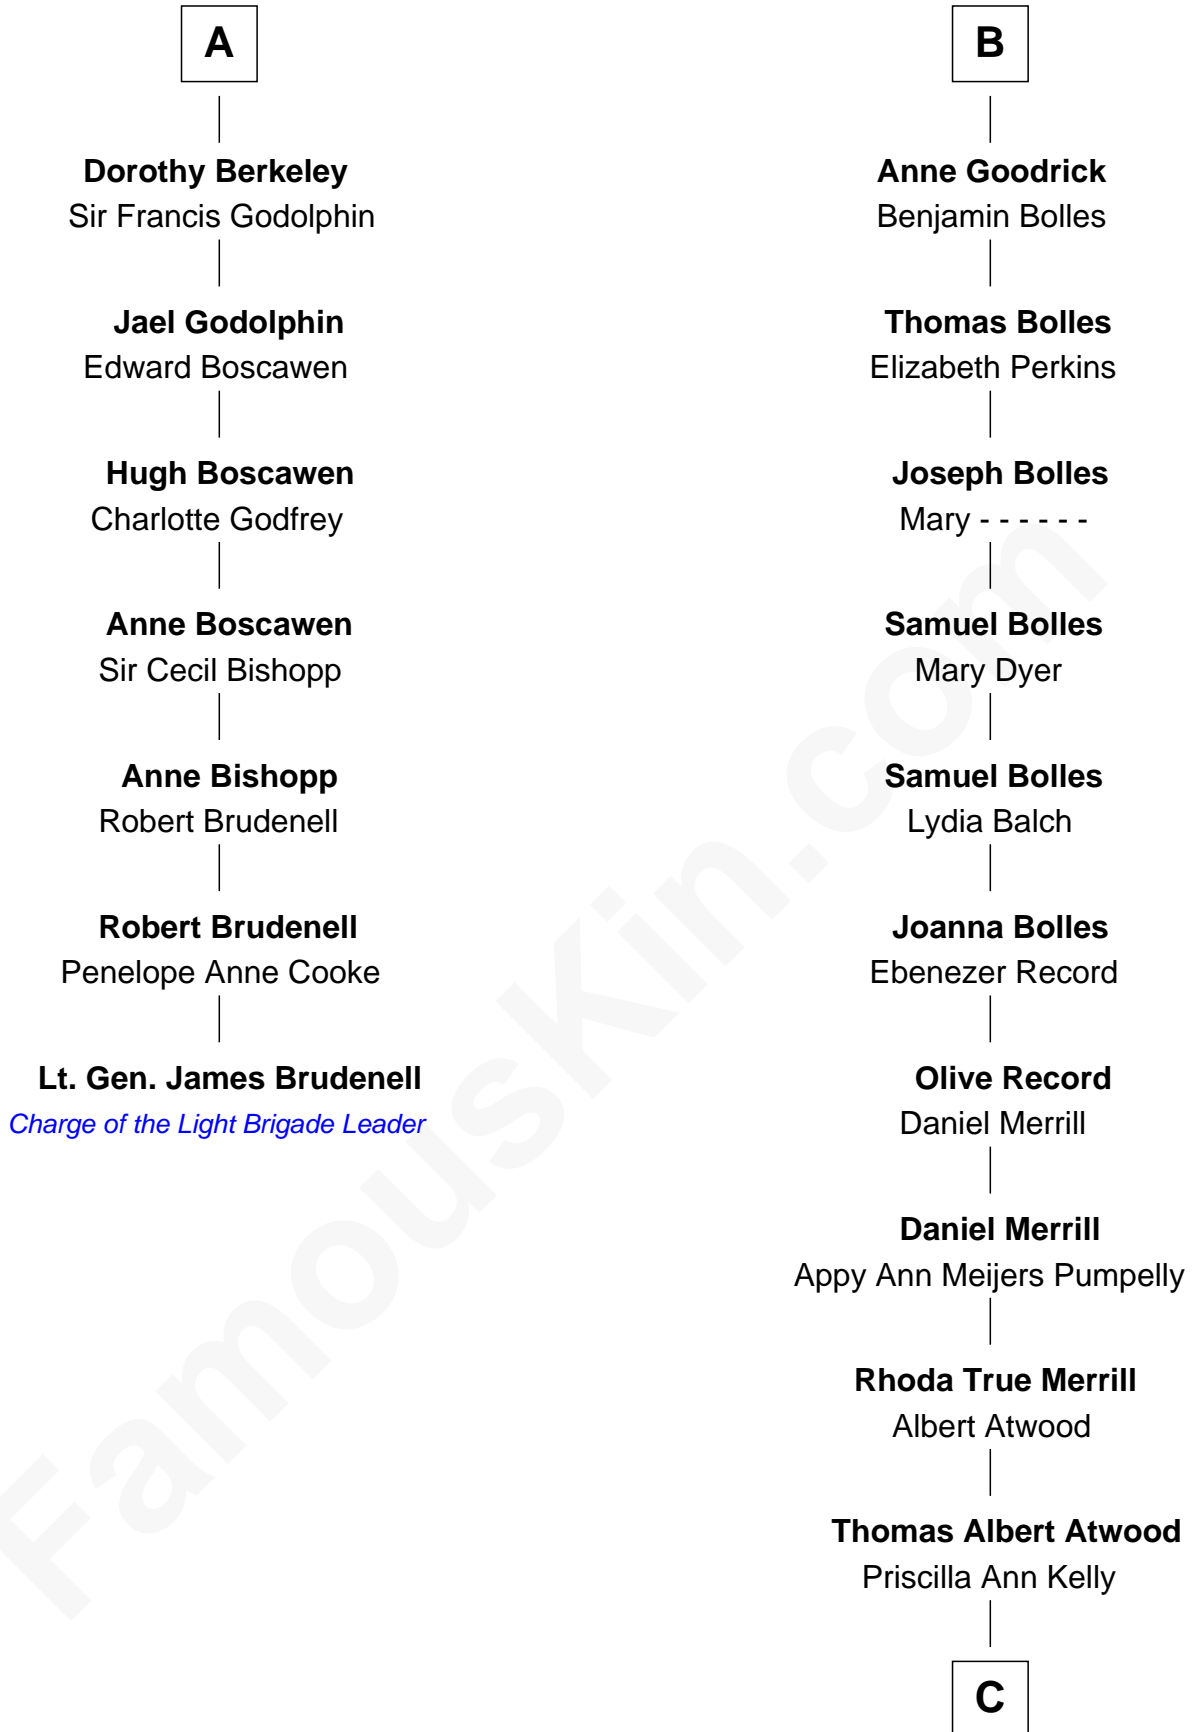 A
Dorothy Berkeley
Sir Francis Godolphin
Jael Godolphin
Edward Boscawen
Hugh Boscawen
Charlotte Godfrey
Anne Boscawen
Sir Cecil Bishopp
Anne Bishopp
Robert Brudenell
Robert Brudenell
Penelope Anne Cooke
Lt. Gen. James Brudenell
Charge of the Light Brigade Leader
B
Anne Goodrick
Benjamin Bolles
Thomas Bolles
Elizabeth Perkins
Joseph Bolles
Mary - - - - - -
Samuel Bolles
Mary Dyer
Samuel Bolles
Lydia Balch
Joanna Bolles
Ebenezer Record
Olive Record
Daniel Merrill
Daniel Merrill
Appy Ann Meijers Pumpelly
Rhoda True Merrill
Albert Atwood
Thomas Albert Atwood
Priscilla Ann Kelly
C
FamousKin.com